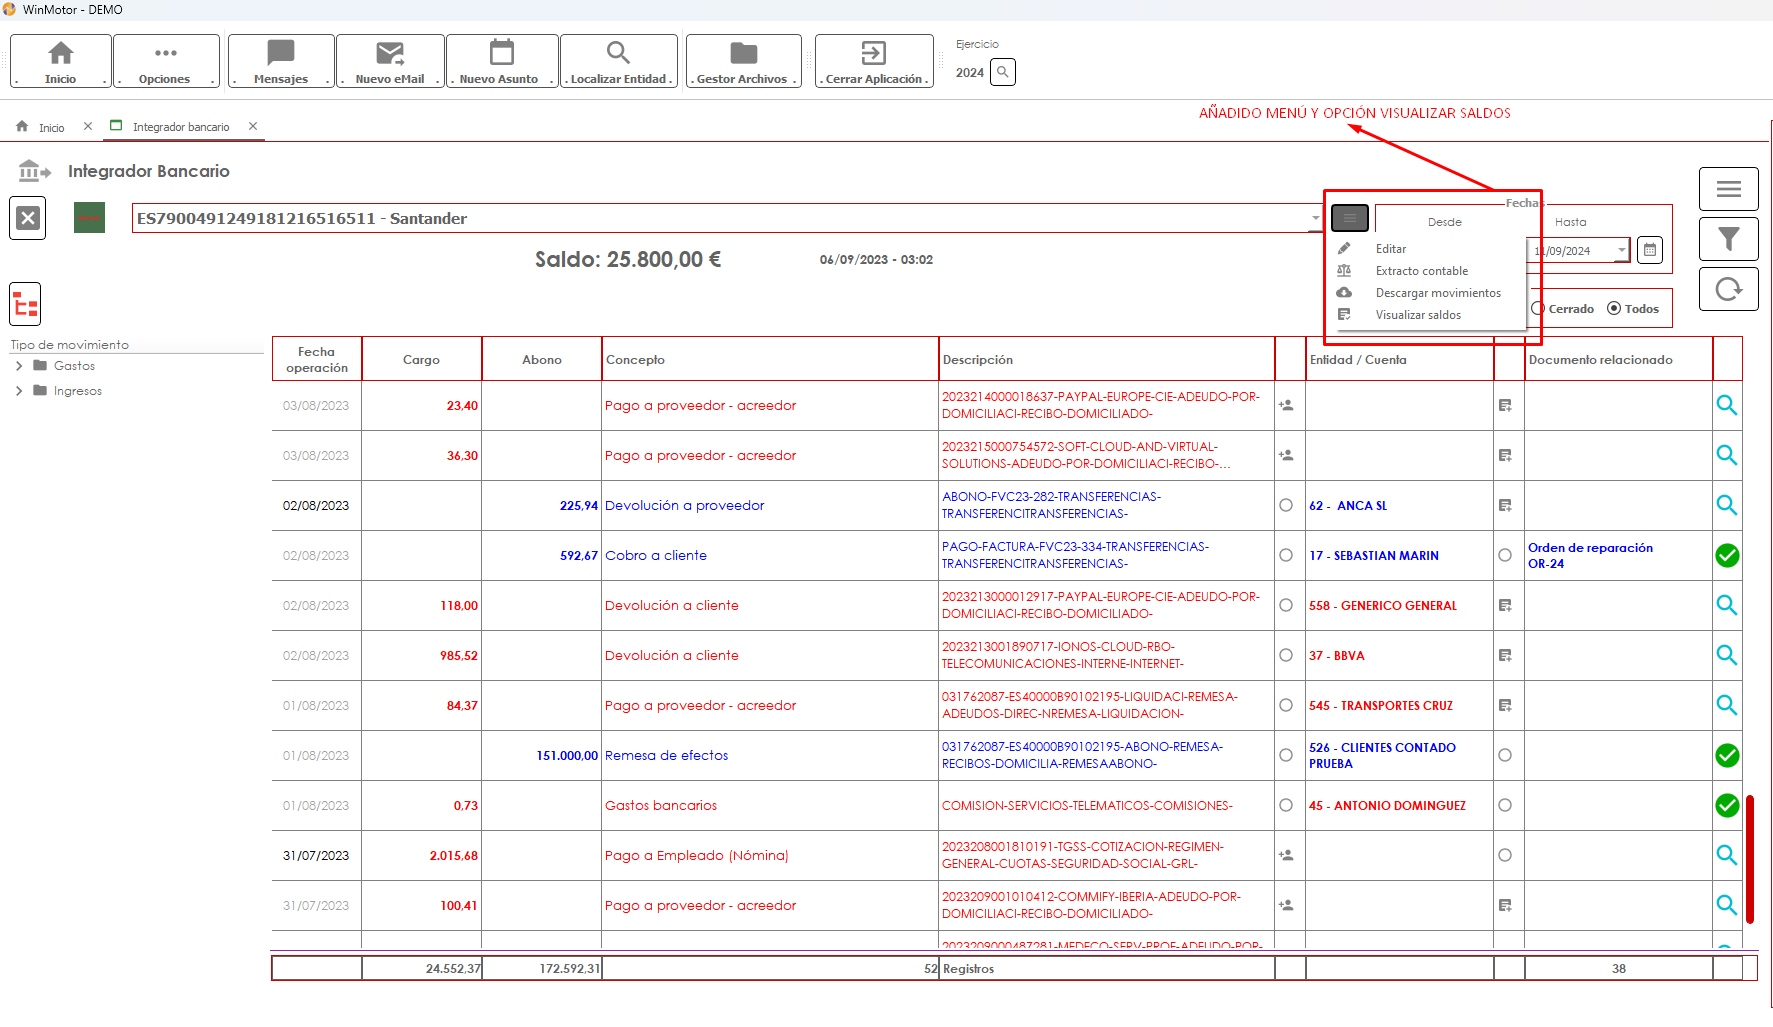 WinMotor - DEMO
Inicio
Opciones
Mensajes
Nuevo eMail
Nuevo Asunto
Localizar Entidad
Gestor Archivos
Cerrar Aplicación
Ejercicio
2024
AÑADIDO MENÚ Y OPCIÓN VISUALIZAR SALDOS
Inicio
Integrador bancario
Integrador Bancario
ES7900491249181216516511 - Santander
Fechas
Desde
Hasta
11/09/2024
Saldo: 25.800,00 €
06/09/2023 - 03:02
Editar
Extracto contable
Descargar movimientos
Visualizar saldos
Cerrado
Todos
Tipo de movimiento
Gastos
Ingresos
Fecha operación Cargo Abono Concepto Descripción Entidad / Cuenta Documento relacionado
03/08/2023 23,40 Pago a proveedor - acreedor 2023214000018637-PAYPAL-EUROPE-CIE-ADEUDO-POR-
DOMICILIACI-RECIBO-DOMICILIADO-
03/08/2023 36,30 Pago a proveedor - acreedor 2023215000754572-SOFT-CLOUD-AND-VIRTUAL-
SOLUTIONS-ADEUDO-POR-DOMICILIACI-RECIBO-...
02/08/2023 225,94 Devolución a proveedor ABONO-FVC23-282-TRANSFERENCIAS-
TRANSFERENCITRANSFERENCIAS-
62 - ANCA SL
02/08/2023 592,67 Cobro a cliente PAGO-FACTURA-FVC23-334-TRANSFERENCIAS-
TRANSFERENCITRANSFERENCIAS-
17 - SEBASTIAN MARIN
Orden de reparación
OR-24
02/08/2023 118,00 Devolución a cliente 2023213000012917-PAYPAL-EUROPE-CIE-ADEUDO-POR-
DOMICILIACI-RECIBO-DOMICILIADO-
558 - GENERICO GENERAL
02/08/2023 985,52 Devolución a cliente 2023213001890717-IONOS-CLOUD-RBO-
TELECOMUNICACIONES-INTERNE-INTERNET-
37 - BBVA
01/08/2023 84,37 Pago a proveedor - acreedor 031762087-ES40000B90102195-LIQUIDACI-REMESA-
ADEUDOS-DIREC-NREMESA-LIQUIDACION-
545 - TRANSPORTES CRUZ
01/08/2023 151.000,00 Remesa de efectos 031762087-ES40000B90102195-ABONO-REMESA-
RECIBOS-DOMICILIA-REMESAABONO-
526 - CLIENTES CONTADO
PRUEBA
01/08/2023 0,73 Gastos bancarios COMISION-SERVICIOS-TELEMATICOS-COMISIONES-
45 - ANTONIO DOMINGUEZ
31/07/2023 2.015,68 Pago a Empleado (Nómina) 2023208001810191-TGSS-COTIZACION-REGIMEN-
GENERAL-CUOTAS-SEGURIDAD-SOCIAL-GRL-
31/07/2023 100,41 Pago a proveedor - acreedor 2023209001010412-COMMIFY-IBERIA-ADEUDO-POR-
DOMICILIACI-RECIBO-DOMICILIADO-
2023209000487281-MEDECO-SERV-PROF-ADEUDO-POR-
24.552,37 172.592,31 52 Registros 38